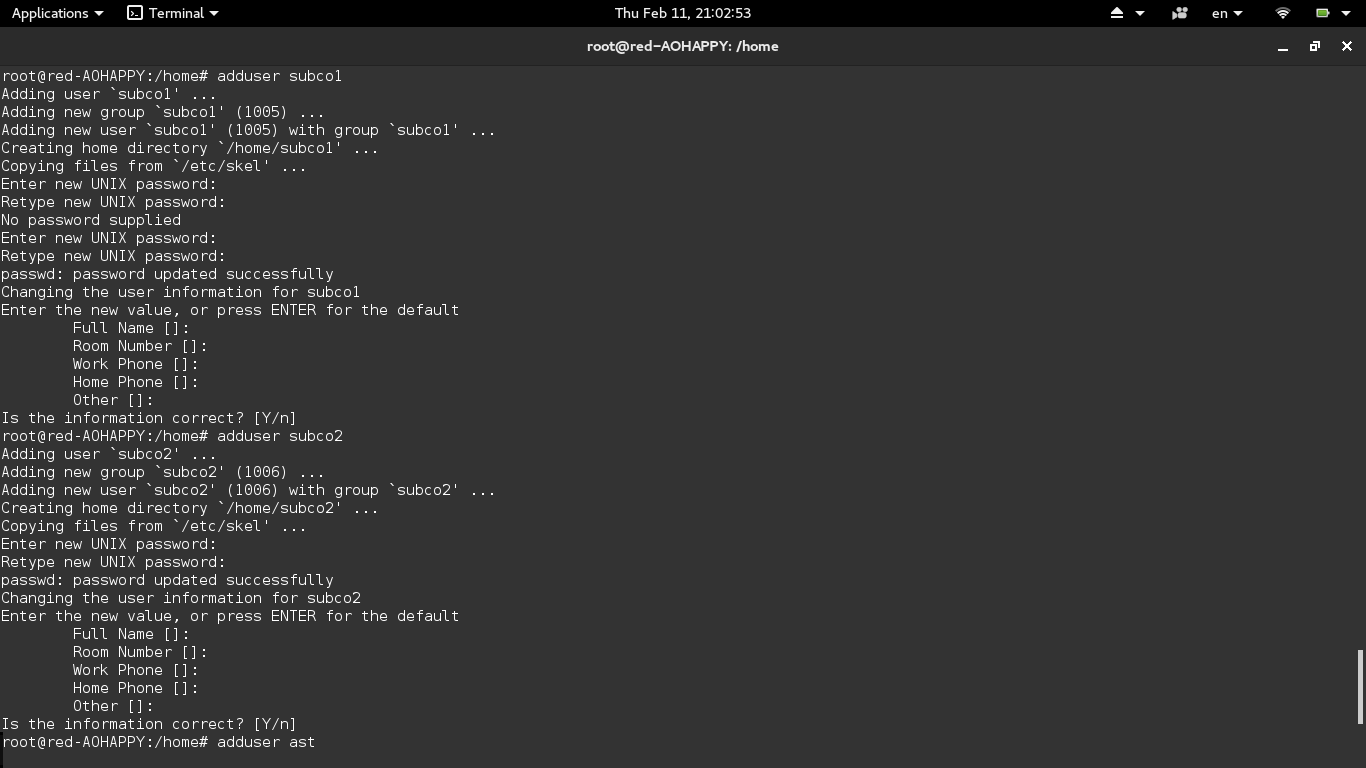 Applications Terminal Thu Feb 11, 21:02:53 en
root@red-AOHAPPY: /home
root@red-AOHAPPY:/home# adduser subco1
Adding user `subco1' ...
Adding new group `subco1' (1005) ...
Adding new user `subco1' (1005) with group `subco1' ...
Creating home directory `/home/subco1' ...
Copying files from `/etc/skel' ...
Enter new UNIX password:
Retype new UNIX password:
No password supplied
Enter new UNIX password:
Retype new UNIX password:
passwd: password updated successfully
Changing the user information for subco1
Enter the new value, or press ENTER for the default
        Full Name []:
        Room Number []:
        Work Phone []:
        Home Phone []:
        Other []:
Is the information correct? [Y/n]
root@red-AOHAPPY:/home# adduser subco2
Adding user `subco2' ...
Adding new group `subco2' (1006) ...
Adding new user `subco2' (1006) with group `subco2' ...
Creating home directory `/home/subco2' ...
Copying files from `/etc/skel' ...
Enter new UNIX password:
Retype new UNIX password:
passwd: password updated successfully
Changing the user information for subco2
Enter the new value, or press ENTER for the default
        Full Name []:
        Room Number []:
        Work Phone []:
        Home Phone []:
        Other []:
Is the information correct? [Y/n]
root@red-AOHAPPY:/home# adduser ast